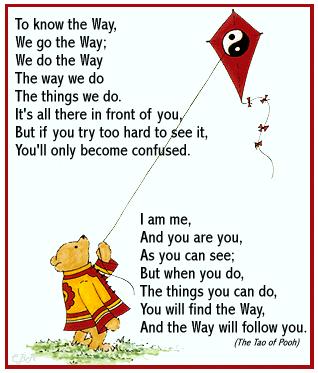 To know the Way,
We go the Way;
We do the Way
The way we do
The things we do.
It's all there in front of you,
But if you try too hard to see it,
You'll only become confused.
I am me,
And you are you,
As you can see;
But when you do,
The things you can do,
You will find the Way,
And the Way will follow you.
(The Tao of Pooh)